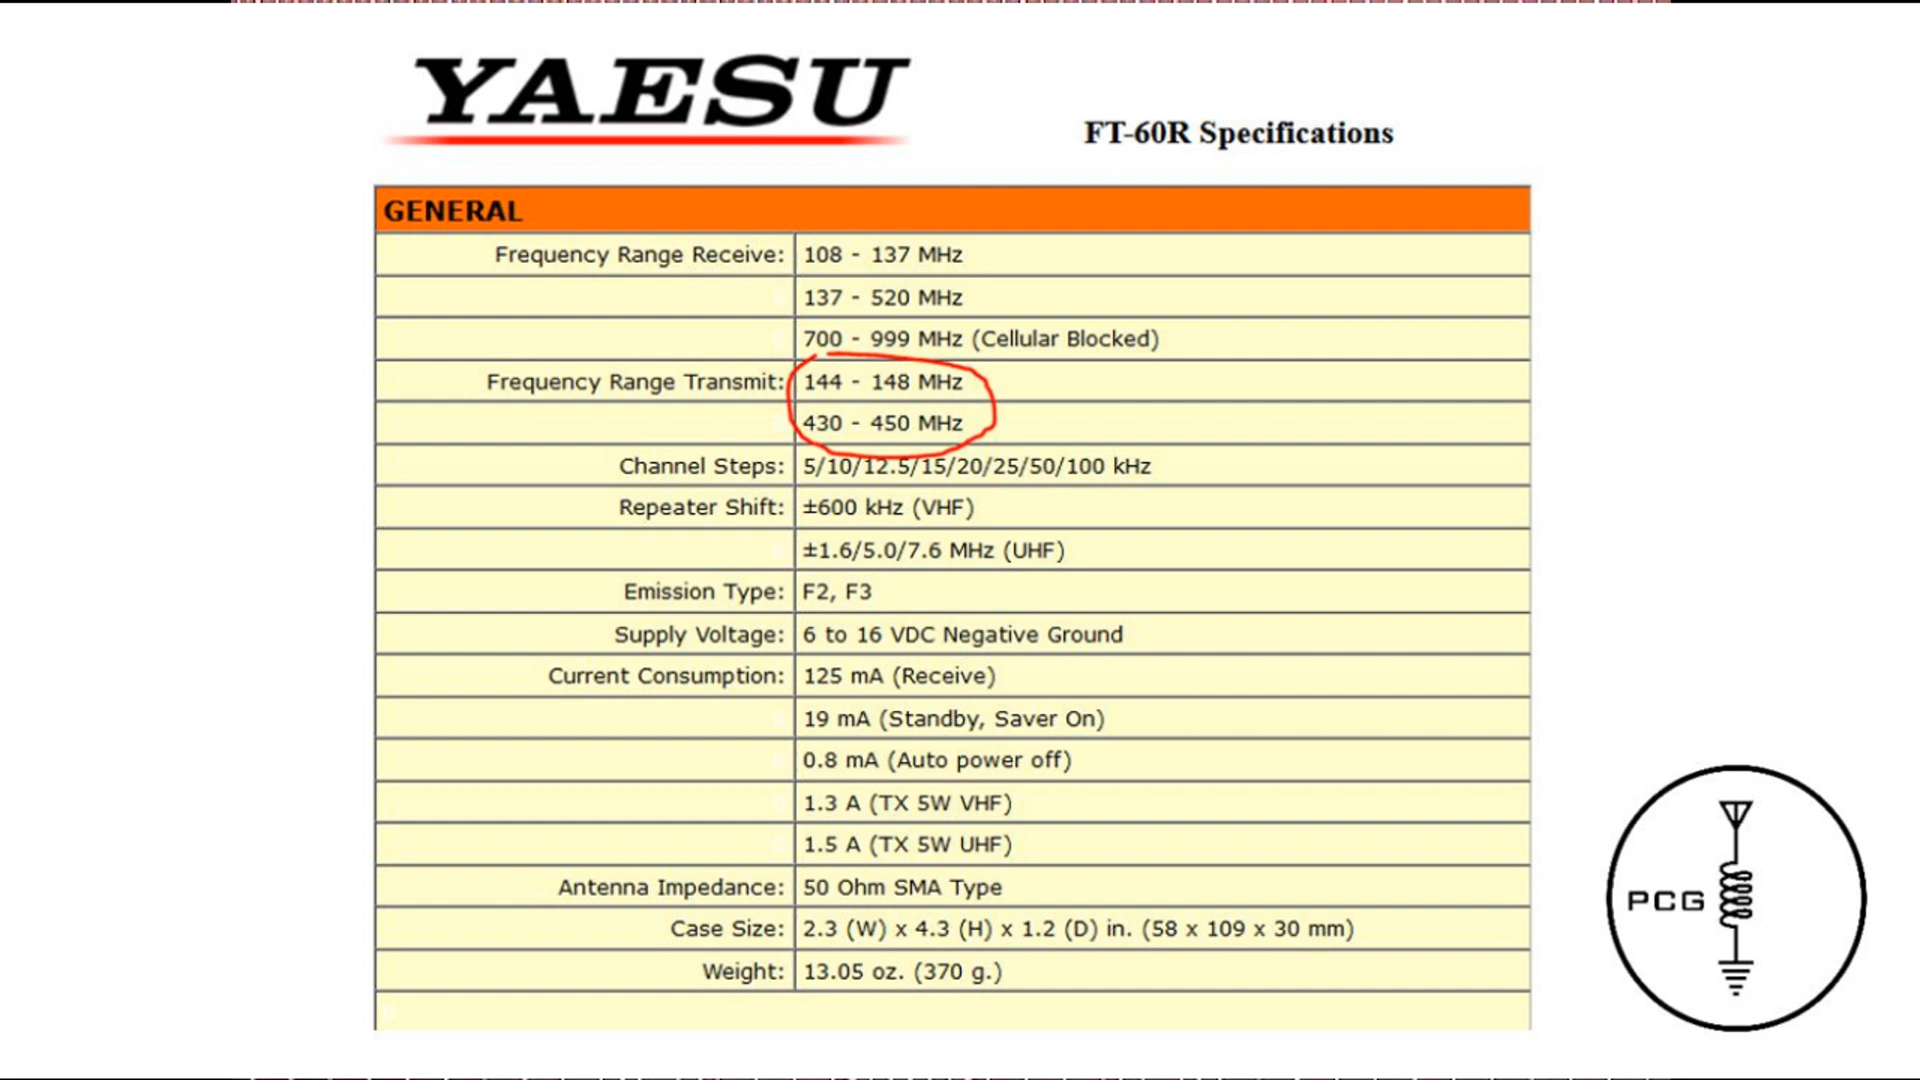 YAESU
FT-60R Specifications
GENERAL
Frequency Range Receive: 108 - 137 MHz
137 - 520 MHz
700 - 999 MHz (Cellular Blocked)
Frequency Range Transmit: 144 - 148 MHz
430 - 450 MHz
Channel Steps: 5/10/12.5/15/20/25/50/100 kHz
Repeater Shift: ±600 kHz (VHF)
±1.6/5.0/7.6 MHz (UHF)
Emission Type: F2, F3
Supply Voltage: 6 to 16 VDC Negative Ground
Current Consumption: 125 mA (Receive)
19 mA (Standby, Saver On)
0.8 mA (Auto power off)
1.3 A (TX 5W VHF)
1.5 A (TX 5W UHF)
Antenna Impedance: 50 Ohm SMA Type
Case Size: 2.3 (W) x 4.3 (H) x 1.2 (D) in. (58 x 109 x 30 mm)
Weight: 13.05 oz. (370 g.)
PCG